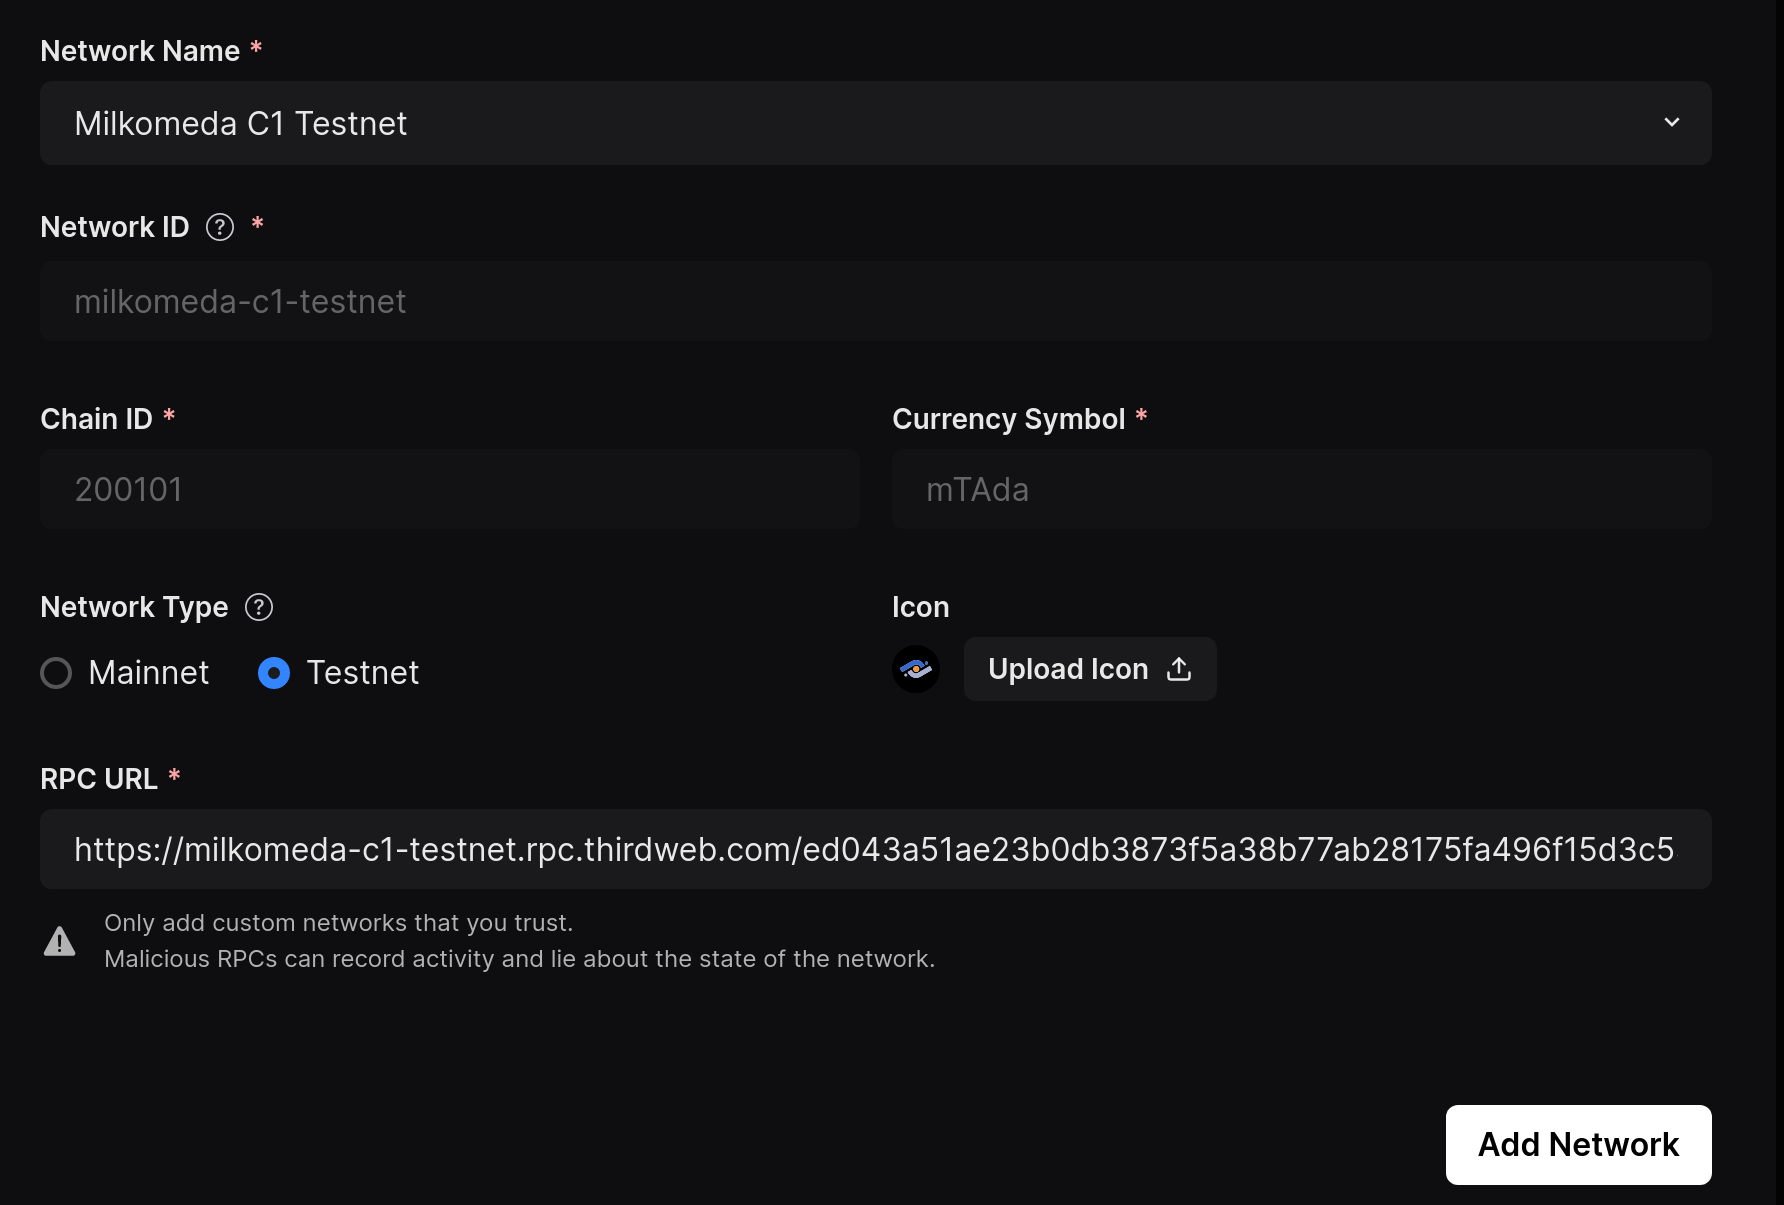 Network Name *
Milkomeda C1 Testnet
Network ID ? *
milkomeda-c1-testnet
Chain ID *
Currency Symbol *
200101
mTAda
Network Type ?
Icon
Mainnet
Testnet
Upload Icon
RPC URL *
https://milkomeda-c1-testnet.rpc.thirdweb.com/ed043a51ae23b0db3873f5a38b77ab28175fa496f15d3c5
Only add custom networks that you trust.
Malicious RPCs can record activity and lie about the state of the network.
Add Network